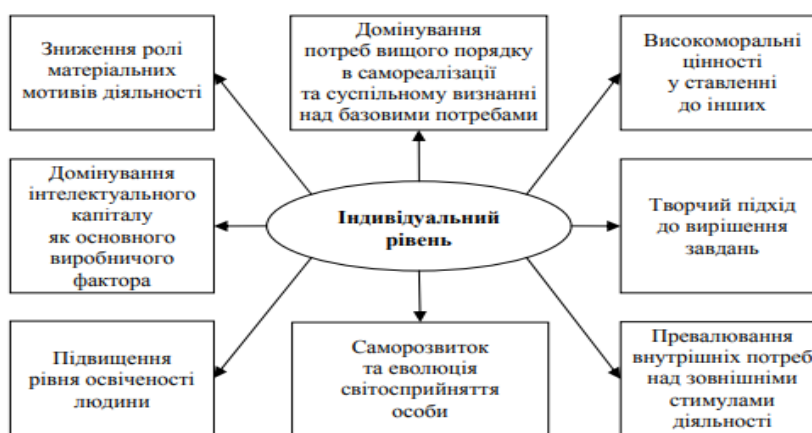 Зниження ролі
матеріальних
мотивів діяльності
Домінування
потреб вищого порядку
в самореалізації
та суспільному визнанні
над базовими потребами
Високоморальні
цінності
у ставленні
до інших
Домінування
інтелектуального
капіталу
як основного
виробничого
фактора
Індивідуальний
рівень
Творчий підхід
до вирішення
завдань
Підвищення
рівня освіченості
людини
Саморозвиток
та еволюція
світосприйняття
особи
Превалювання
внутрішніх потреб
над зовнішніми
стимулами
діяльності